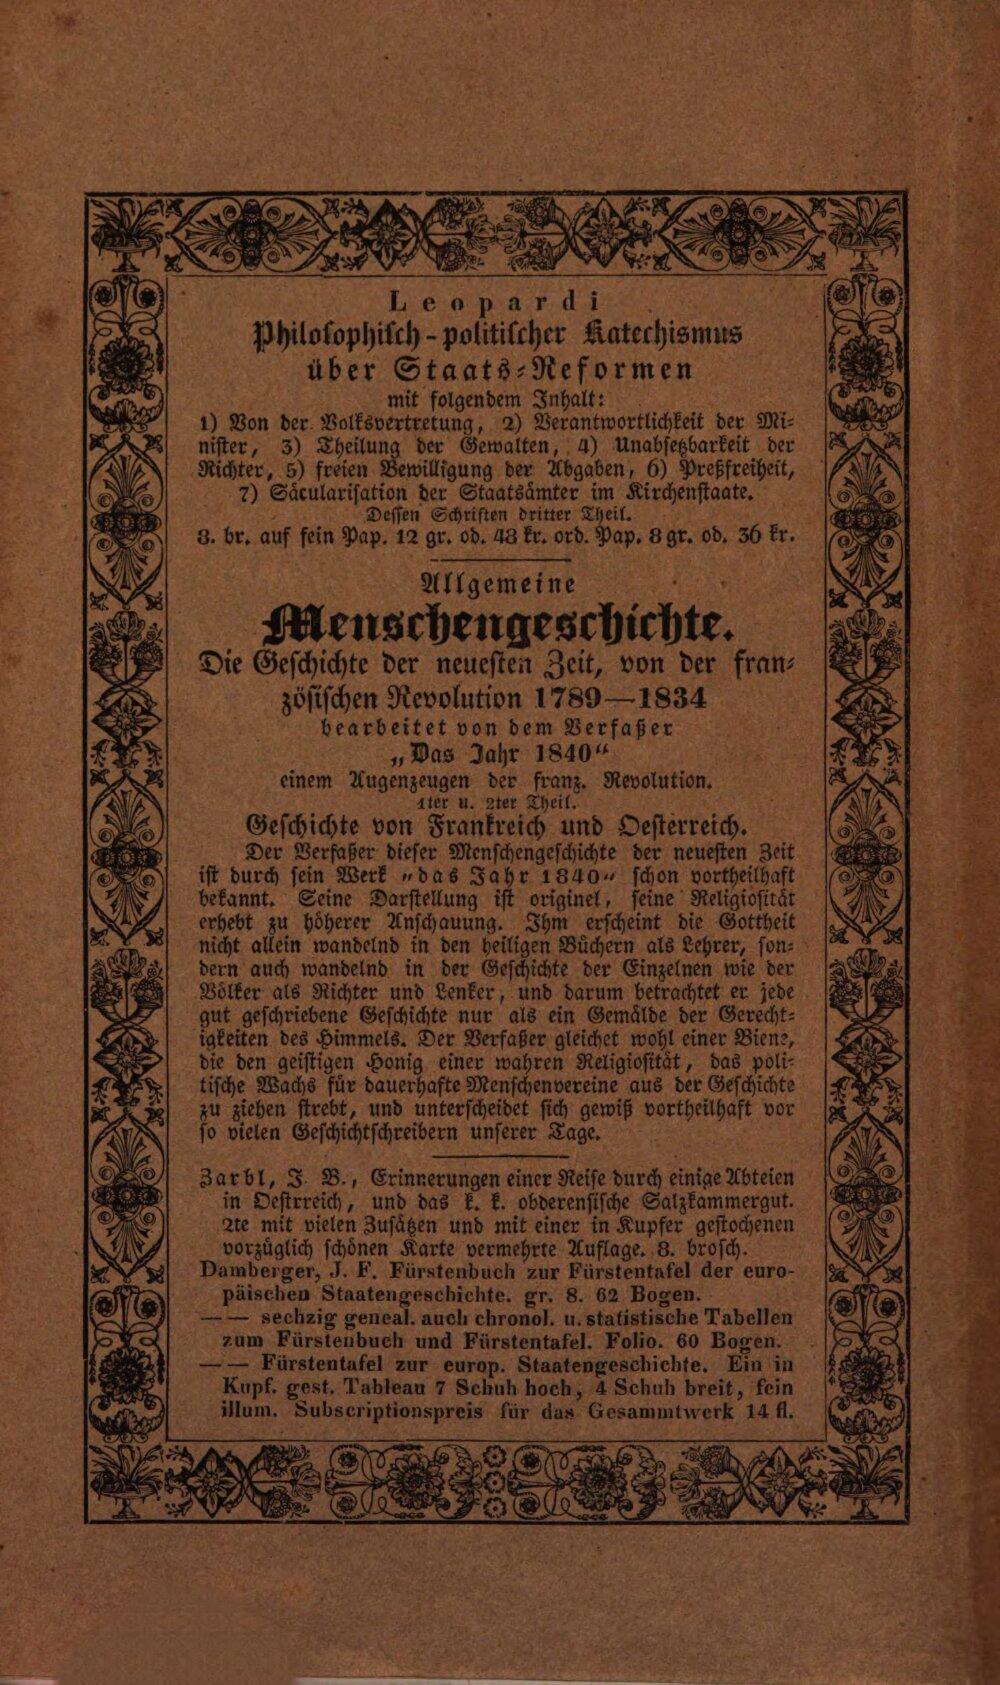 Leopardi
Philosophisch-politischer Katechismus
über Staats-Reformen
mit folgendem Inhalt:
1) Von der Volksvertretung, 2) Verantwortlichkeit der Mi-
nister, 3) Theilung der Gewalten, 4) Unabsetzbarkeit der
Richter, 5) freien Bewilligung der Abgaben, 6) Preßfreiheit,
7) Säcularisation der Staatsämter im Kirchenstaate.
Dessen Schriften dritter Theil.
8. br. auf fein Pap. 12 gr. od. 48 kr. ord. Pap. 8 gr. od. 36 kr.
Allgemeine
Menschengeschichte.
Die Geschichte der neuesten Zeit, von der fran-
zösischen Revolution 1789—1834
bearbeitet von dem Verfaßer
„Das Jahr 1840“
einem Augenzeugen der franz. Revolution.
1ter u. 2ter Theil.
Geschichte von Frankreich und Oesterreich.
Der Verfaßer dieser Menschengeschichte der neuesten Zeit
ist durch sein Werk „das Jahr 1840„ schon vortheilhaft
bekannt. Seine Darstellung ist originel, seine Religiosität
erhebt zu höherer Anschauung. Ihm erscheint die Gottheit
nicht allein wandelnd in den heiligen Büchern als Lehrer, son-
dern auch wandelnd in der Geschichte der Einzelnen wie der
Völker als Richter und Lenker, und darum betrachtet er jede
gut geschriebene Geschichte nur als ein Gemälde der Gerecht-
igkeiten des Himmels. Der Verfaßer gleichet wohl einer Biene,
die den geistigen Honig einer wahren Religiosität, das poli-
tische Wachs für dauerhafte Menschenvereine aus der Geschichte
zu ziehen strebt, und unterscheidet sich gewiß vortheilhaft vor
so vielen Geschichtschreibern unserer Tage.
Zarbl, J. B., Erinnerungen einer Reise durch einige Abteien
in Oestrreich, und das k. k. obderensische Salzkammergut.
2te mit vielen Zusätzen und mit einer in Kupfer gestochenen
vorzüglich schönen Karte vermehrte Auflage. 8. brosch.
Damberger, J. F. Fürstenbuch zur Fürstentafel der euro-
päischen Staatengeschichte. gr. 8. 62 Bogen.
—— sechzig geneal. auch chronol. u. statistische Tabellen
zum Fürstenbuch und Fürstentafel. Folio. 60 Bogen.
—— Fürstentafel zur europ. Staatengeschichte. Ein in
Kupf. gest. Tableau 7 Schuh hoch, 4 Schuh breit, fein
illum. Subscriptionspreis für das Gesammtwerk 14 fl.